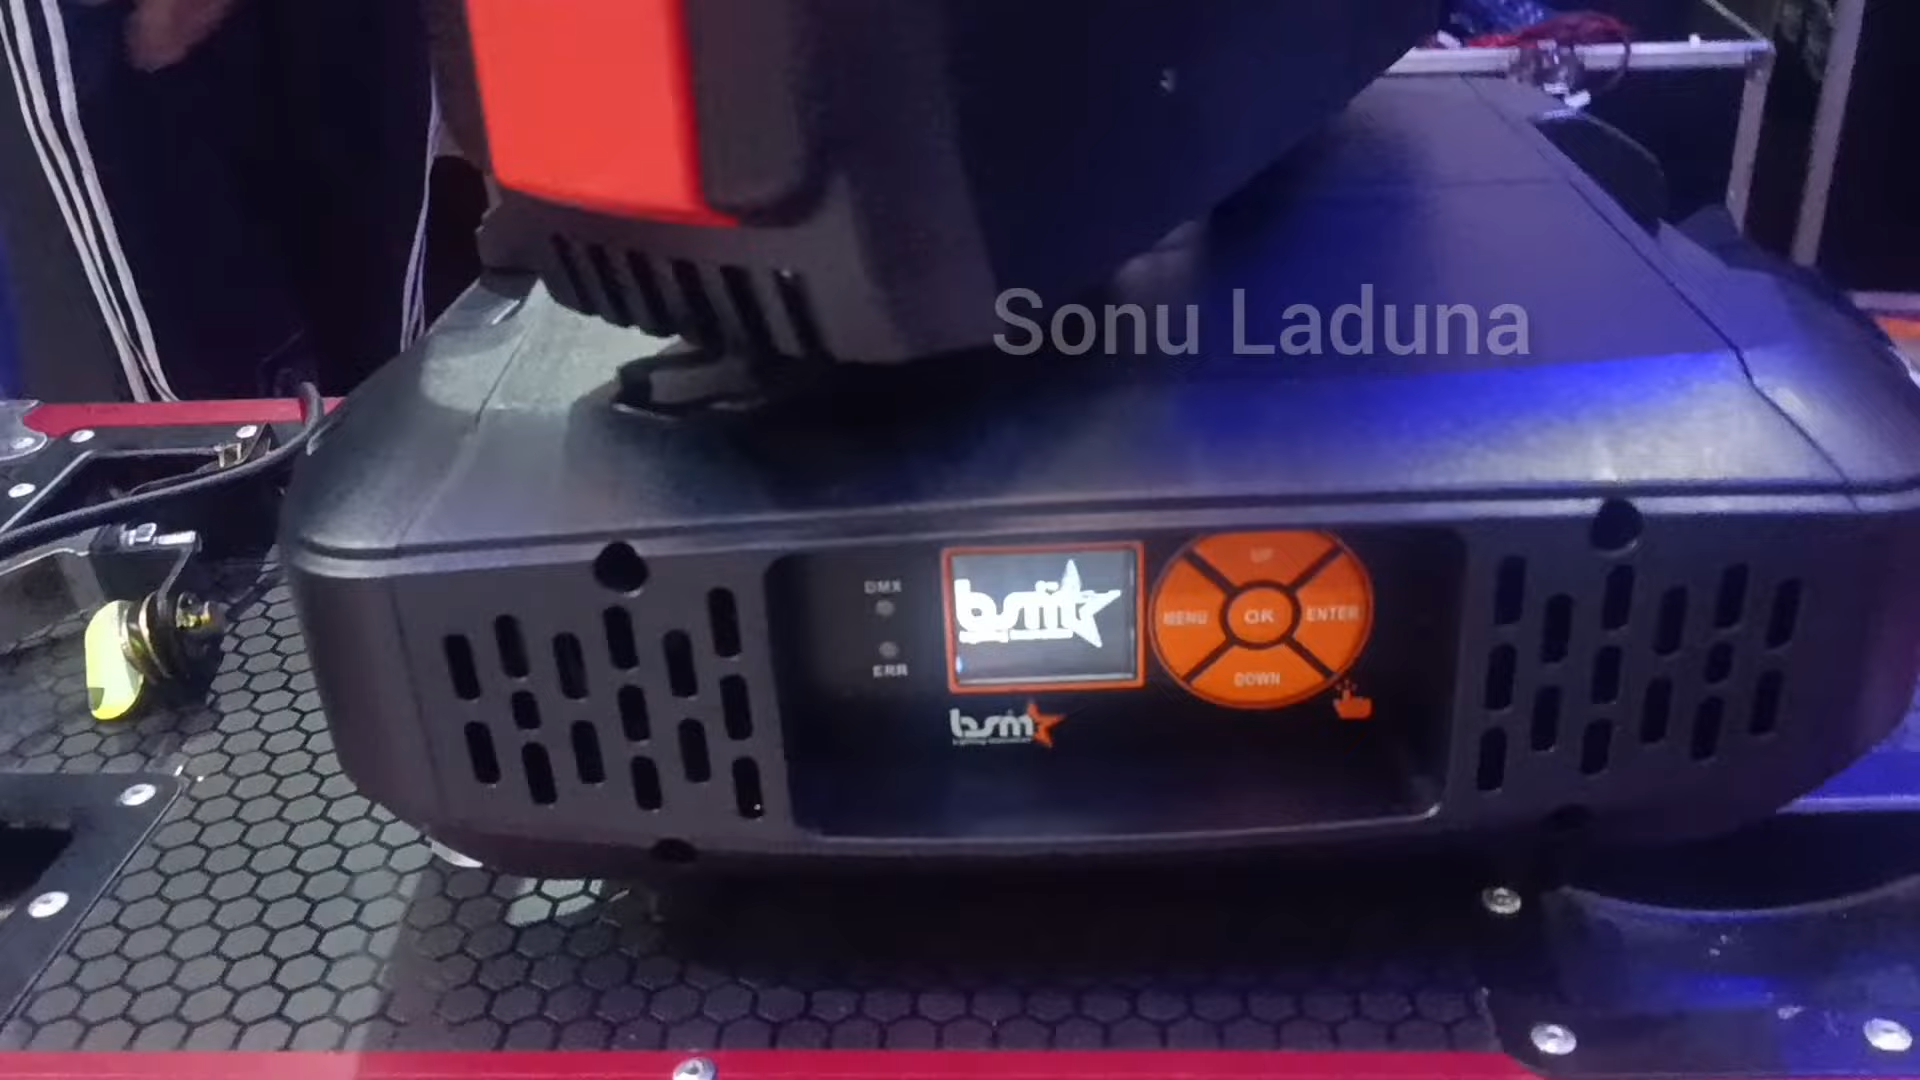 Sonu Laduna
DMX
ERR
bsm
UP
MENU
OK
ENTER
DOWN
bsm